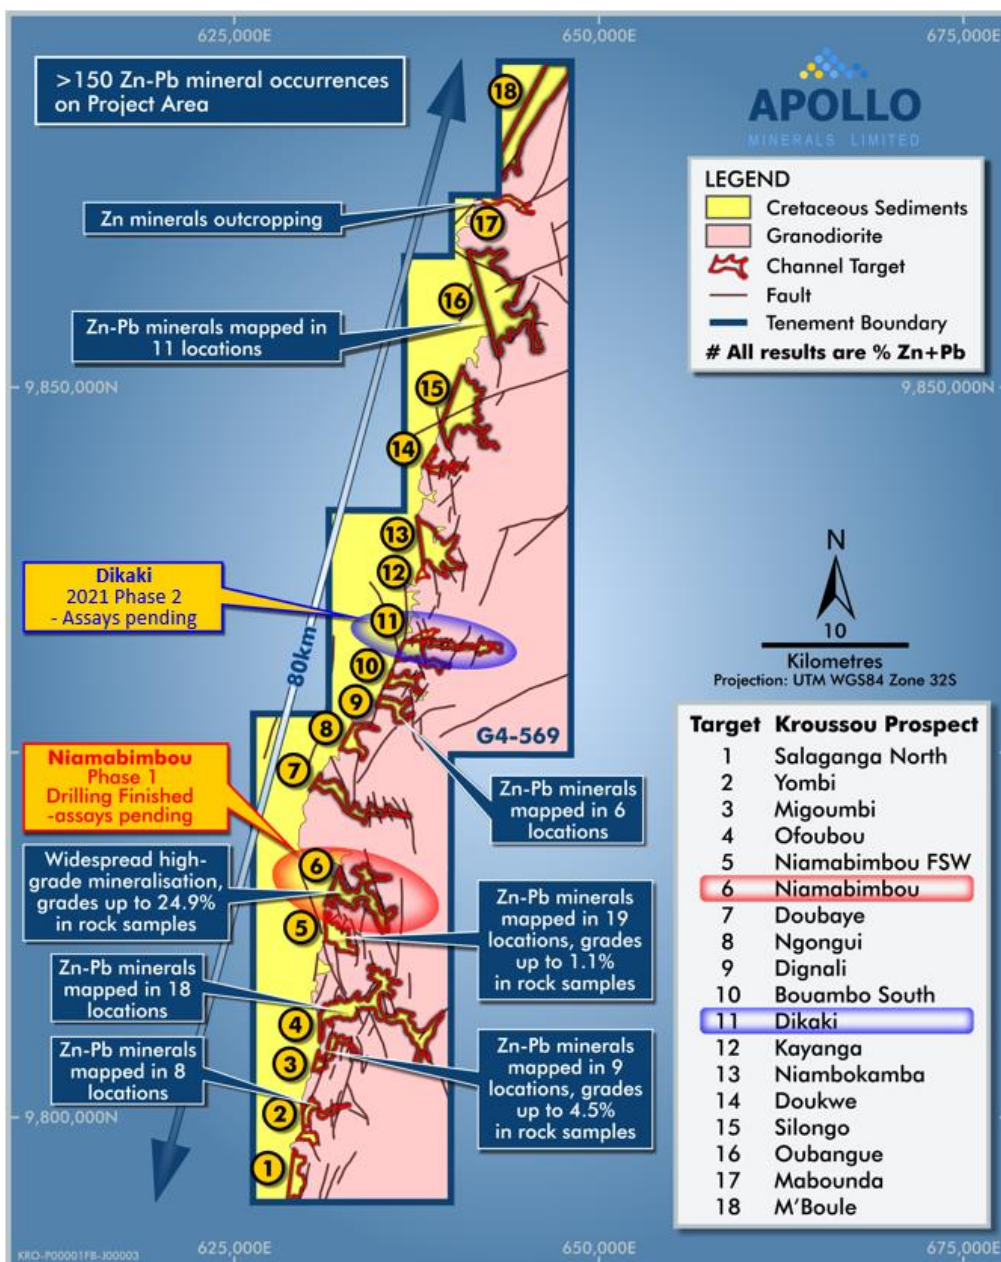 625,000E
650,000E
675,000E
>150 Zn-Pb mineral occurrences
on Project Area
APOLLO
MINERALS LIMITED
LEGEND
Cretaceous Sediments
Granodiorite
Channel Target
Fault
Tenement Boundary
# All results are % Zn+Pb
18
Zn minerals outcropping
17
16
Zn-Pb minerals mapped in
11 locations
9,850,000N
9,850,000N
15
14
13
12
Dikaki
2021 Phase 2
- Assays pending
11
80km
10
9
8
G4-569
N
10
Kilometres
Projection: UTM WGS84 Zone 32S
Niamabimbou
Phase 1
Drilling Finished
-assays pending
7
Zn-Pb minerals
mapped in 6
locations
Widespread high-
grade mineralisation,
grades up to 24.9%
in rock samples
6
5
Zn-Pb minerals
mapped in 19
locations, grades
up to 1.1%
in rock samples
Zn-Pb minerals
mapped in 18
locations
4
3
Zn-Pb minerals
mapped in 8
locations
Zn-Pb minerals
mapped in 9
locations, grades
up to 4.5%
in rock samples
9,800,000N
2
1
Target Kroussou Prospect
1 Salaganga North
2 Yombi
3 Migoumbi
4 Ofoubou
5 Niamabimbou FSW
6 Niamabimbou
7 Doubaye
8 Ngongui
9 Dignali
10 Bouambo South
11 Dikaki
12 Kayanga
13 Niambokamba
14 Doukwe
15 Silongo
16 Oubangue
17 Mabounda
18 M'Boule
KRO-P00001FB-J00003
625,000E
650,000E
675,000E